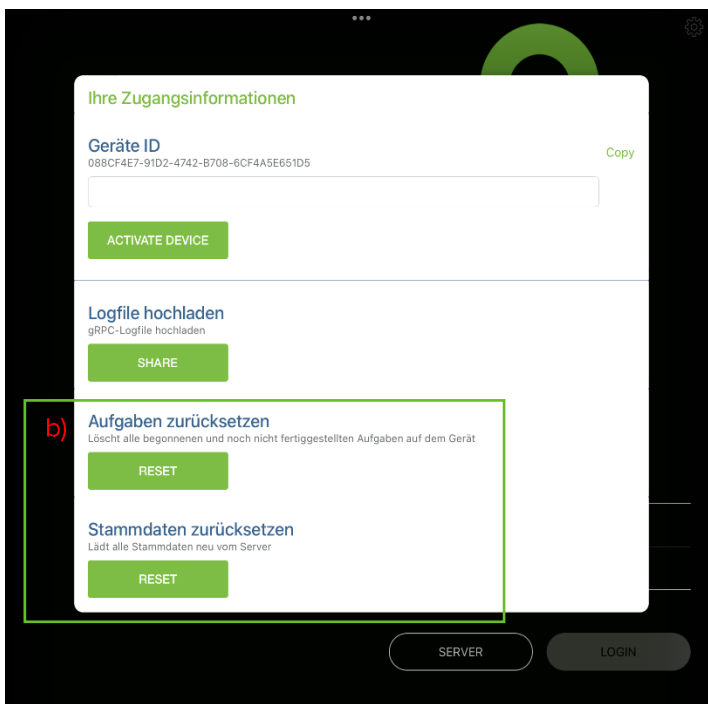 Ihre Zugangsinformationen
Geräte ID
088CF4E7-91D2-4742-B708-6CF4A5E651D5
Copy
ACTIVATE DEVICE
Logfile hochladen
gRPC-Logfile hochladen
SHARE
b)
Aufgaben zurücksetzen
Löscht alle begonnenen und noch nicht fertiggestellten Aufgaben auf dem Gerät
RESET
Stammdaten zurücksetzen
Lädt alle Stammdaten neu vom Server
RESET
SERVER
LOGIN